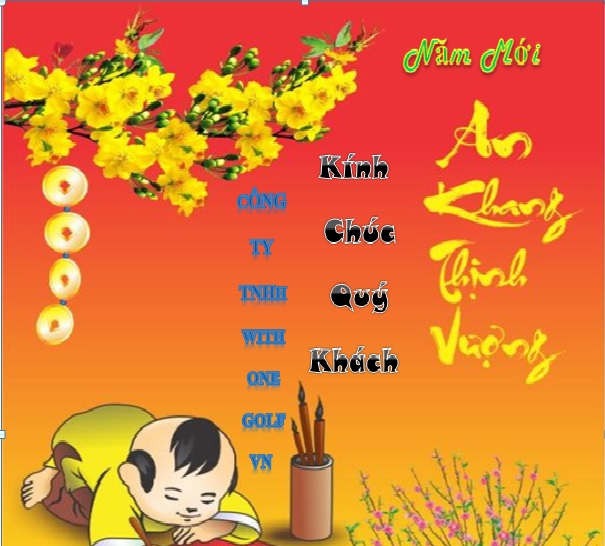 Năm Mới
An
Khang
Thịnh
Vượng
Kính
Chúc
Quý
Khách
CÔNG
TY
TNHH
WITH
ONE
GOLF
VN